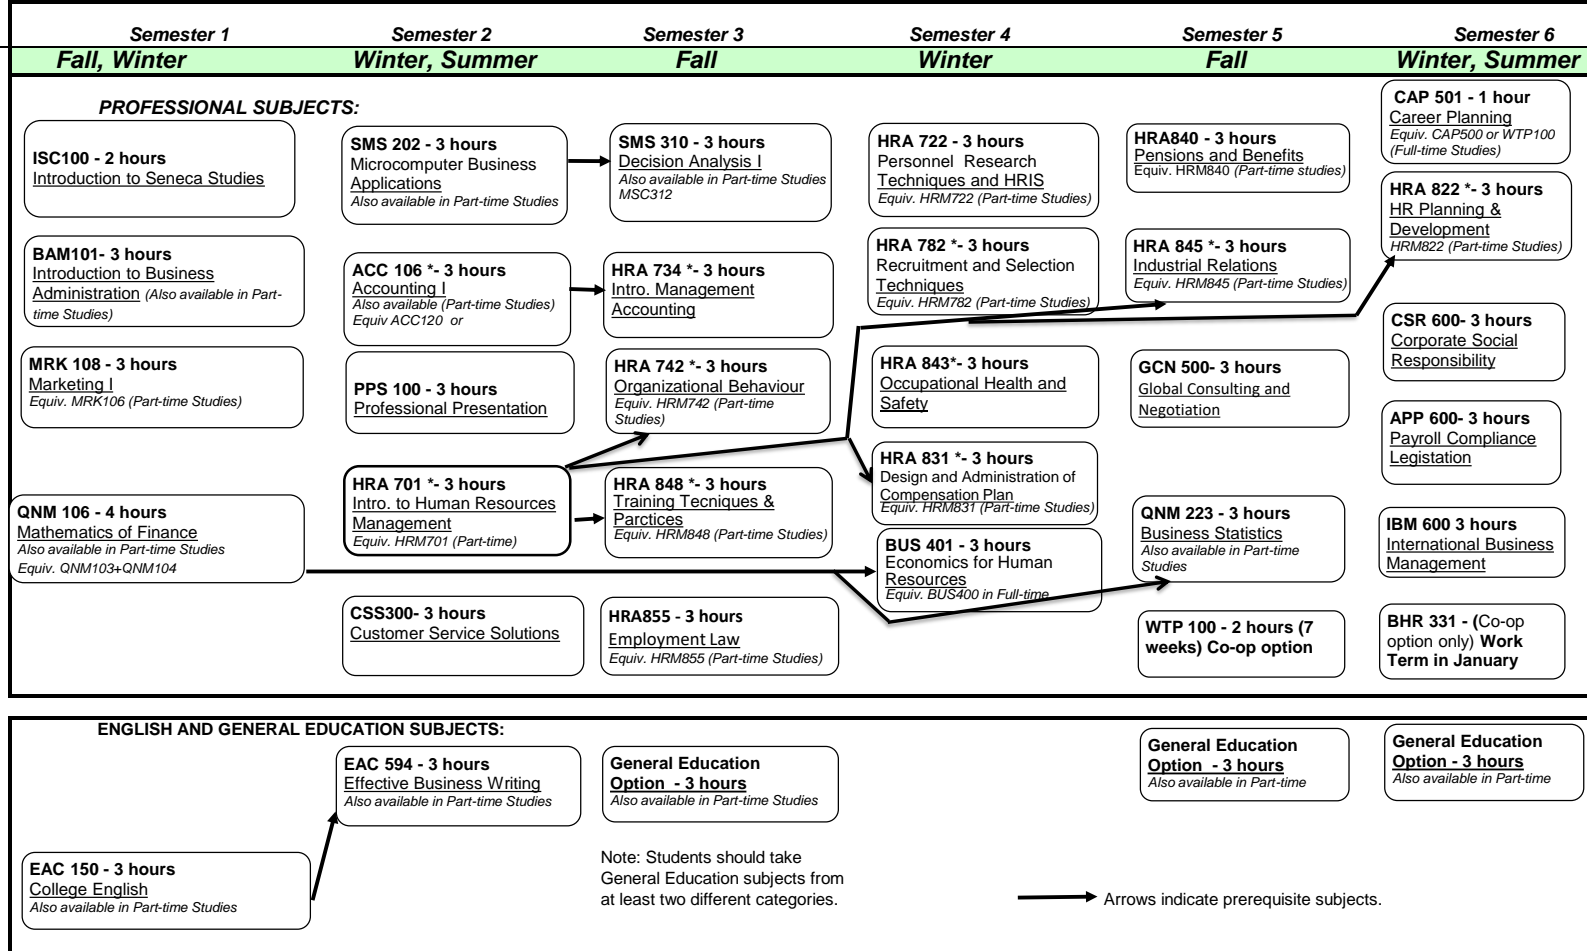 Semester 1
Semester 2
Semester 3
Semester 4
Semester 5
Semester 6
Fall, Winter
Winter, Summer
Fall
Winter
Fall
Winter, Summer
PROFESSIONAL SUBJECTS:
ISC100 - 2 hours
Introduction to Seneca Studies
BAM101- 3 hours
Introduction to Business
Administration (Also available in Part-
time Studies)
MRK 108 - 3 hours
Marketing I
Equiv. MRK106 (Part-time Studies)
QNM 106 - 4 hours
Mathematics of Finance
Also available in Part-time Studies
Equiv. QNM103+QNM104
SMS 202 - 3 hours
Microcomputer Business
Applications
Also available in Part-time Studies
ACC 106 *- 3 hours
Accounting I
Also available (Part-time Studies)
Equiv ACC120 or
PPS 100 - 3 hours
Professional Presentation
HRA 701 *- 3 hours
Intro. to Human Resources
Management
Equiv. HRM701 (Part-time)
CSS300- 3 hours
Customer Service Solutions
SMS 310 - 3 hours
Decision Analysis I
Also available in Part-time Studies
MSC312
HRA 734 *- 3 hours
Intro. Management
Accounting
HRA 742 *- 3 hours
Organizational Behaviour
Equiv. HRM742 (Part-time
Studies)
HRA 848 *- 3 hours
Training Tecniques &
Parctices
Equiv. HRM848 (Part-time Studies)
HRA855 - 3 hours
Employment Law
Equiv. HRM855 (Part-time Studies)
HRA 722 - 3 hours
Personnel Research
Techniques and HRIS
Equiv. HRM722 (Part-time Studies)
HRA 782 *- 3 hours
Recruitment and Selection
Techniques
Equiv. HRM782 (Part-time Studies)
HRA 843*- 3 hours
Occupational Health and
Safety
HRA 831 *- 3 hours
Design and Administration of
Compensation Plan
Equiv. HRM831 (Part-time Studies)
BUS 401 - 3 hours
Economics for Human
Resources
Equiv. BUS400 in Full-time
HRA840 - 3 hours
Pensions and Benefits
Equiv. HRM840 (Part-time studies)
HRA 845 *- 3 hours
Industrial Relations
Equiv. HRM845 (Part-time Studies)
GCN 500- 3 hours
Global Consulting and
Negotiation
QNM 223 - 3 hours
Business Statistics
Also available in Part-time
Studies
WTP 100 - 2 hours (7
weeks) Co-op option
CAP 501 - 1 hour
Career Planning
Equiv. CAP500 or WTP100
(Full-time Studies)
HRA 822 *- 3 hours
HR Planning &
Development
HRM822 (Part-time Studies)
CSR 600- 3 hours
Corporate Social
Responsibility
APP 600- 3 hours
Payroll Compliance
Legistation
IBM 600 3 hours
International Business
Management
BHR 331 - (Co-op
option only) Work
Term in January
ENGLISH AND GENERAL EDUCATION SUBJECTS:
EAC 150 - 3 hours
College English
Also available in Part-time Studies
EAC 594 - 3 hours
Effective Business Writing
Also available in Part-time Studies
General Education
Option - 3 hours
Also available in Part-time Studies
Note: Students should take
General Education subjects from
at least two different categories.
General Education
Option - 3 hours
Also available in Part-time
General Education
Option - 3 hours
Also available in Part-time
Arrows indicate prerequisite subjects.